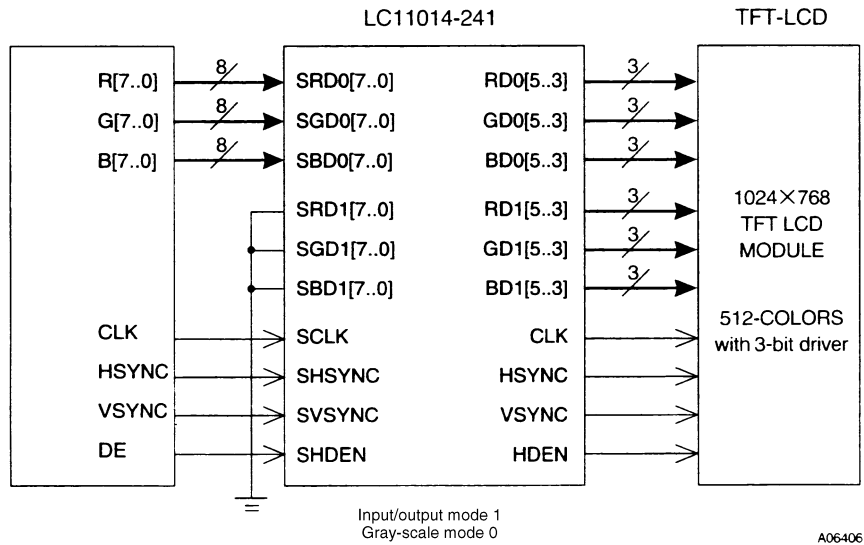 LC11014-241
TFT-LCD
R[7..0] 8 SRD0[7..0] RD0[5..3] 3
G[7..0] 8 SGD0[7..0] GD0[5..3] 3
B[7..0] 8 SBD0[7..0] BD0[5..3] 3
SRD1[7..0] RD1[5..3] 3
SGD1[7..0] GD1[5..3] 3
SBD1[7..0] BD1[5..3] 3
1024×768
TFT LCD
MODULE
512-COLORS
with 3-bit driver
CLK SCLK CLK
HSYNC SHSYNC HSYNC
VSYNC SVSYNC VSYNC
DE SHDEN HDEN
Input/output mode 1
Gray-scale mode 0
A06406